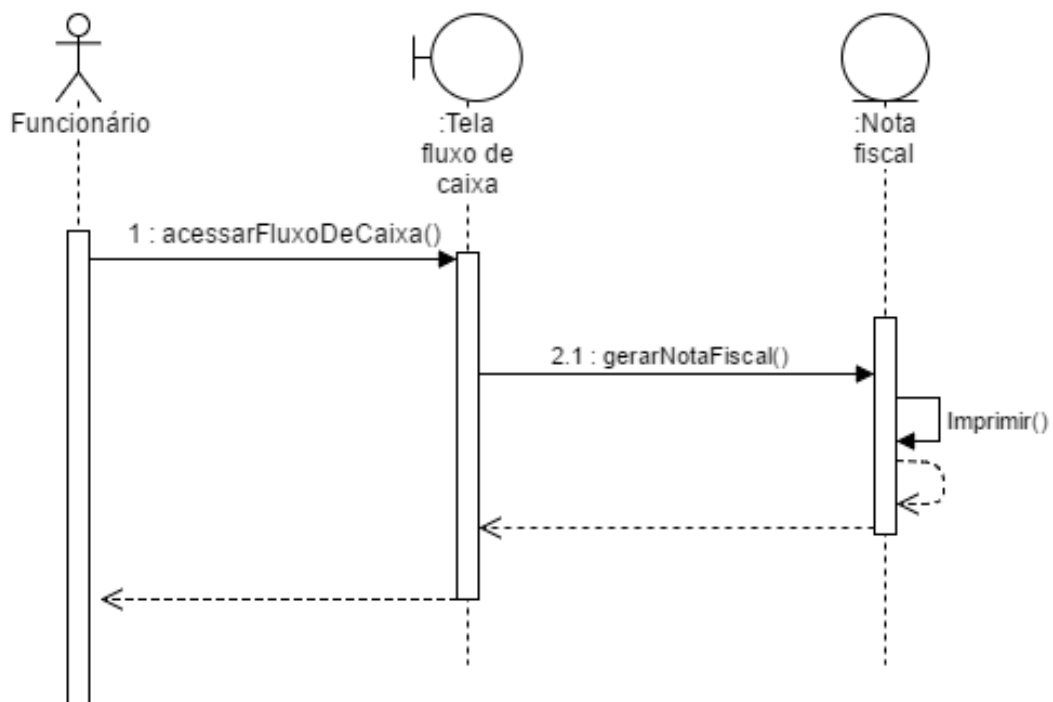 Funcionário
:Tela
fluxo de
caixa
:Nota
fiscal
1 : acessarFluxoDeCaixa()
2.1 : gerarNotaFiscal()
Imprimir()